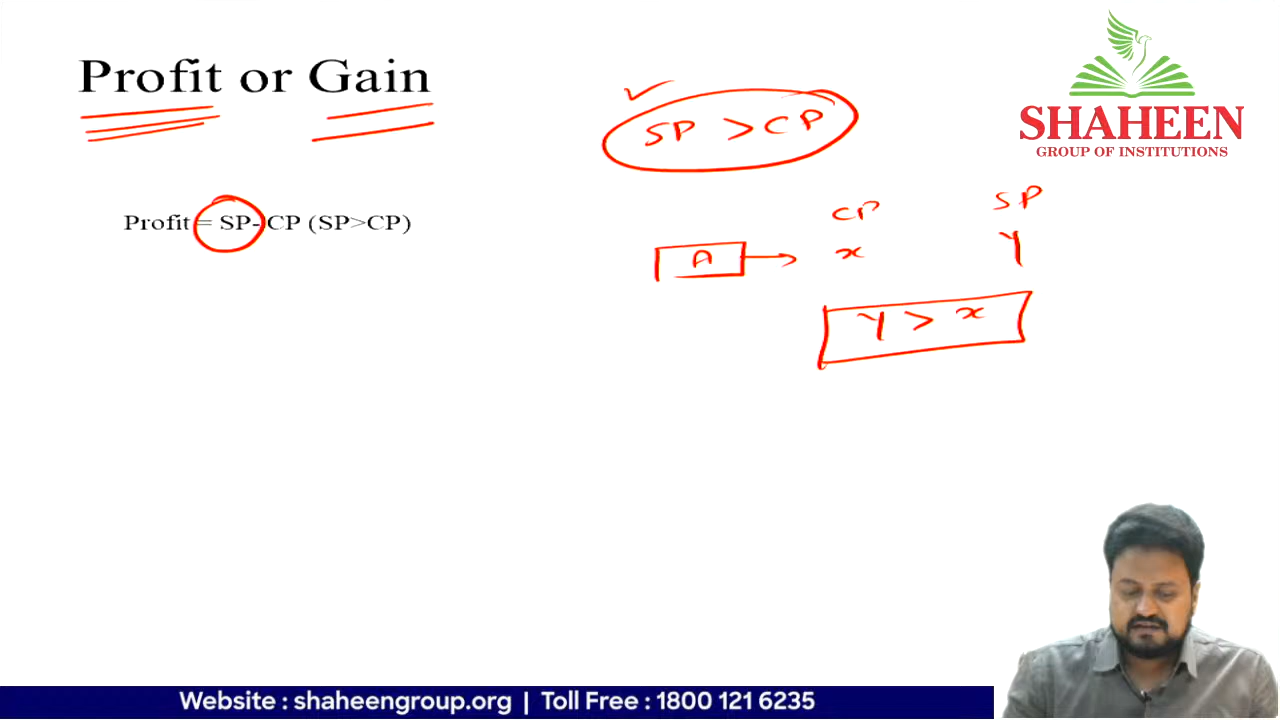 Profit or Gain
SP > CP
SHAHEEN
GROUP OF INSTITUTIONS
Profit = SP- CP (SP>CP)
CP SP
A x y
y > x
Website : shaheengroup.org | Toll Free : 1800 121 6235